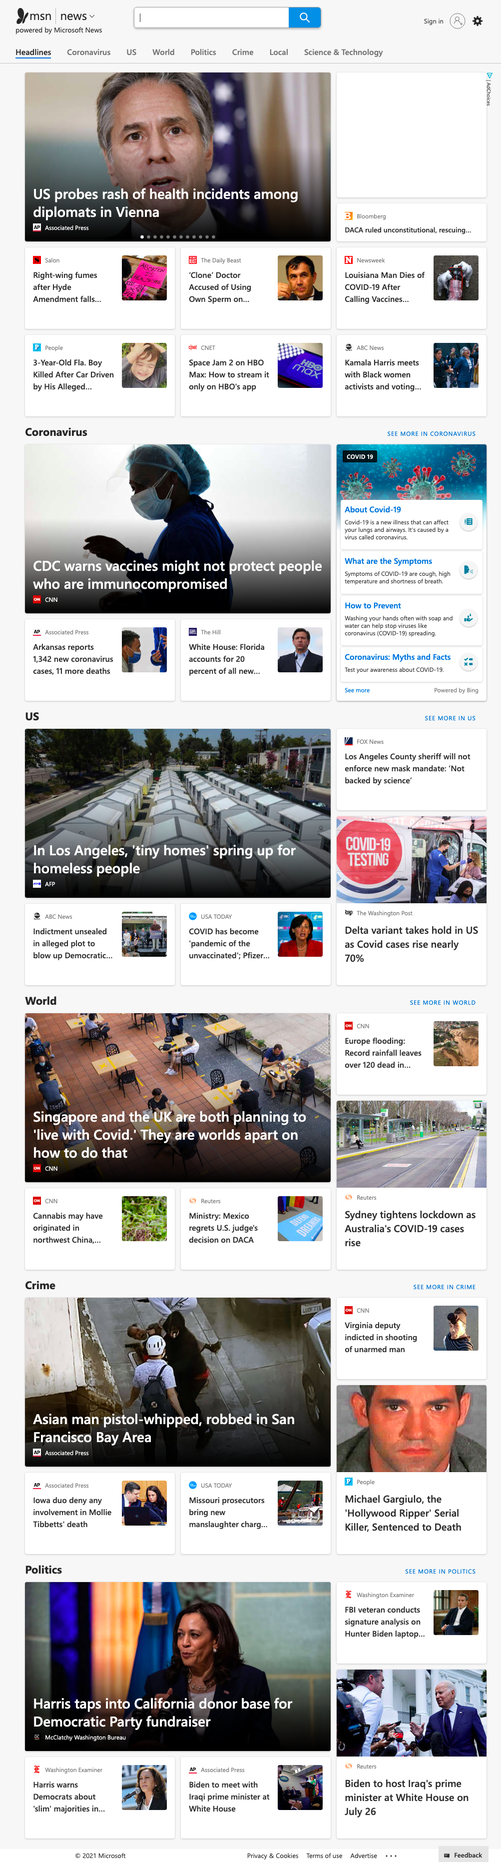 msn | news
powered by Microsoft News
Sign in
Headlines Coronavirus US World Politics Crime Local Science & Technology
US probes rash of health incidents among
diplomats in Vienna
Associated Press
AdChoices
Bloomberg
DACA ruled unconstitutional, rescuing...
Salon
Right-wing fumes
after Hyde
Amendment falls...
The Daily Beast
'Clone' Doctor
Accused of Using
Own Sperm on...
Newsweek
Louisiana Man Dies of
COVID-19 After
Calling Vaccines...
People
3-Year-Old Fla. Boy
Killed After Car Driven
by His Alleged...
CNET
Space Jam 2 on HBO
Max: How to stream it
only on HBO's app
HBO max
ABC News
Kamala Harris meets
with Black women
activists and voting...
Coronavirus
SEE MORE IN CORONAVIRUS
CDC warns vaccines might not protect people
who are immunocompromised
CNN
COVID 19
About Covid-19
Covid-19 is a new illness that can affect
your lungs and airways. It's caused by a
virus called coronavirus.
What are the Symptoms
Symptoms of COVID-19 are cough, high
temperature and shortness of breath.
How to Prevent
Washing your hands often with soap and
water can help stop viruses like
coronavirus (COVID-19) spreading.
Coronavirus: Myths and Facts
Test your awareness about COVID-19.
See more
Powered by Bing
Associated Press
Arkansas reports
1,342 new coronavirus
cases, 11 more deaths
The Hill
White House: Florida
accounts for 20
percent of all new...
US
SEE MORE IN US
In Los Angeles, 'tiny homes' spring up for
homeless people
AFP
FOX News
Los Angeles County sheriff will not
enforce new mask mandate: 'Not
backed by science'
COVID-19
TESTING
The Washington Post
Delta variant takes hold in US
as Covid cases rise nearly
70%
ABC News
Indictment unsealed
in alleged plot to
blow up Democratic...
USA TODAY
COVID has become
'pandemic of the
unvaccinated'; Pfizer...
World
SEE MORE IN WORLD
Singapore and the UK are both planning to
'live with Covid.' They are worlds apart on
how to do that
CNN
CNN
Europe flooding:
Record rainfall leaves
over 120 dead in...
Reuters
Sydney tightens lockdown as
Australia's COVID-19 cases
rise
CNN
Cannabis may have
originated in
northwest China,...
Reuters
Ministry: Mexico
regrets U.S. judge's
decision on DACA
Crime
SEE MORE IN CRIME
Asian man pistol-whipped, robbed in San
Francisco Bay Area
Associated Press
CNN
Virginia deputy
indicted in shooting
of unarmed man
People
Michael Gargiulo, the
'Hollywood Ripper' Serial
Killer, Sentenced to Death
Associated Press
Iowa duo deny any
involvement in Mollie
Tibbetts' death
USA TODAY
Missouri prosecutors
bring new
manslaughter charg...
Politics
SEE MORE IN POLITICS
Harris taps into California donor base for
Democratic Party fundraiser
McClatchy Washington Bureau
Washington Examiner
FBI veteran conducts
signature analysis on
Hunter Biden laptop...
Reuters
Biden to host Iraq's prime
minister at White House on
July 26
Washington Examiner
Harris warns
Democrats about
'slim' majorities in...
Associated Press
Biden to meet with
Iraqi prime minister at
White House
© 2021 Microsoft
Privacy & Cookies Terms of use Advertise ...
Feedback